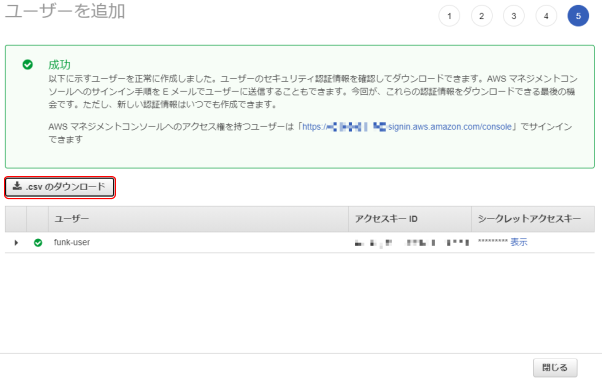 ユーザーを追加
1 2 3 4 5
成功
以下に示すユーザーを正常に作成しました。ユーザーのセキュリティ認証情報を確認してダウンロードできます。AWS マネジメントコン
ソールへのサインイン手順を E メールでユーザーに送信することもできます。今回が、これらの認証情報をダウンロードできる最後の機
会です。ただし、新しい認証情報はいつでも作成できます。
AWS マネジメントコンソールへのアクセス権を持つユーザーは「https://signin.aws.amazon.com/console」でサインイン
できます
.csv のダウンロード
ユーザー アクセスキー ID シークレットアクセスキー
funk-user ********* 表示
閉じる